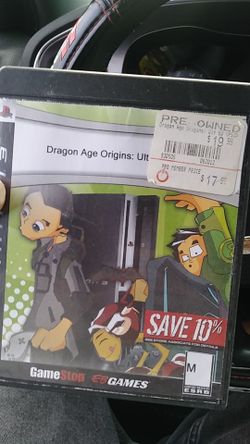 PRE OWNED
Dragon Age Origins: Ult
$19.99
PRO MEMBER PRICE
$17.99
Dragon Age Origins: Ult
SAVE 10%
GameStop EB GAMES
M
ESRB